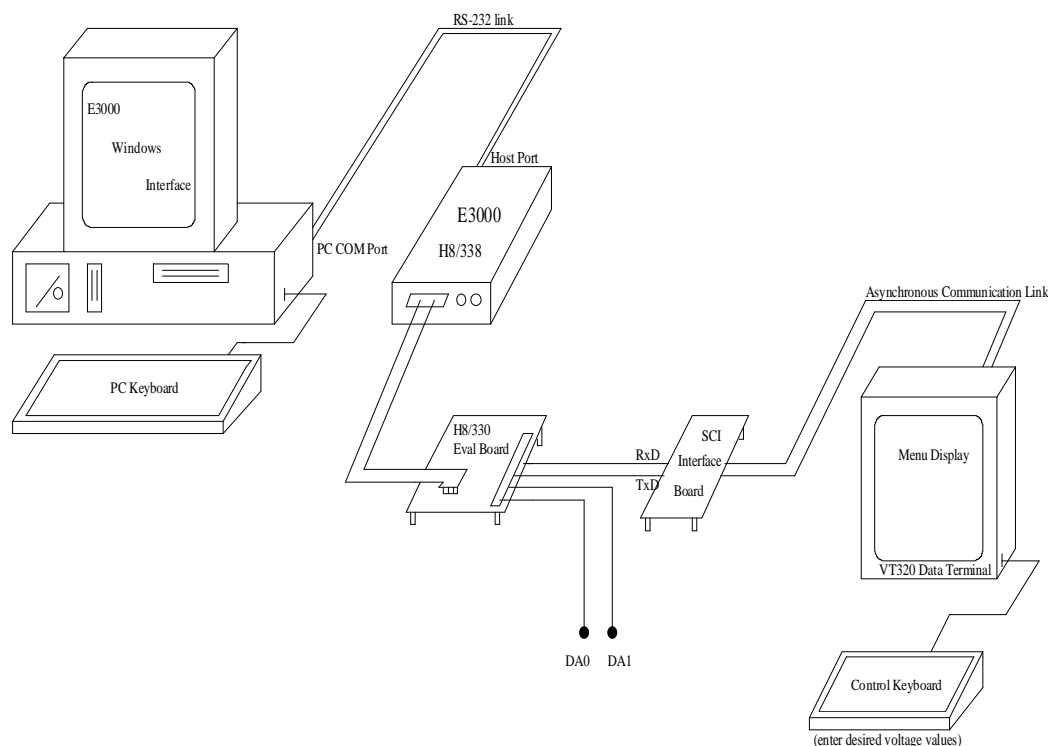 RS-232 link
E3000
Windows
Interface
Host Port
E3000
H8/338
PC COM Port
Asynchronous Communication Link
PC Keyboard
H8/330
Eval Board
RxD
TxD
SCI
Interface
Board
Menu Display
VT320 Data Terminal
DA0 DA1
Control Keyboard
(enter desired voltage values)